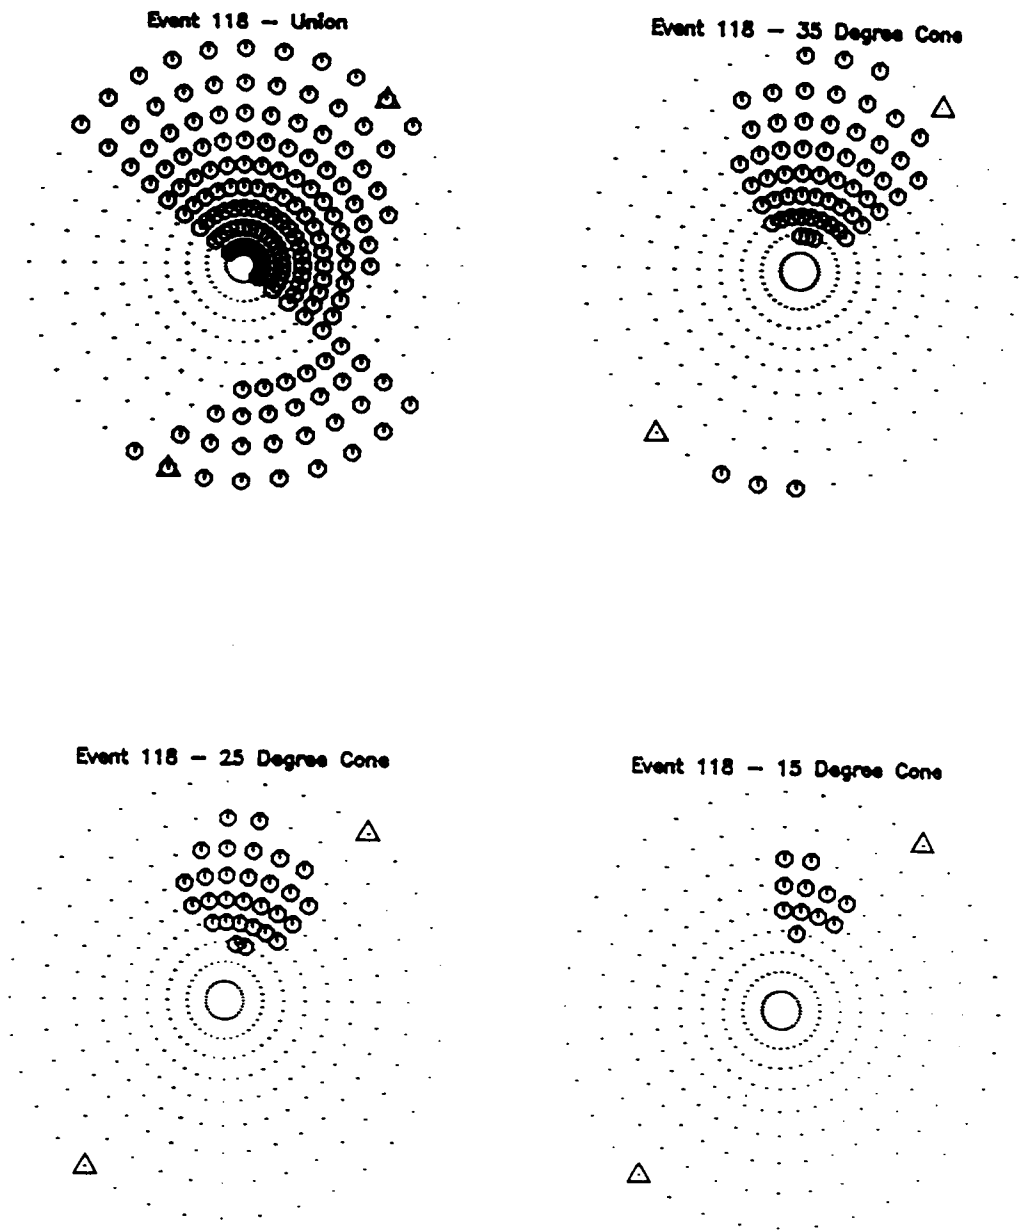 Event 118 – Union
Event 118 – 35 Degree Cone
Event 118 – 25 Degree Cone
Event 118 – 15 Degree Cone